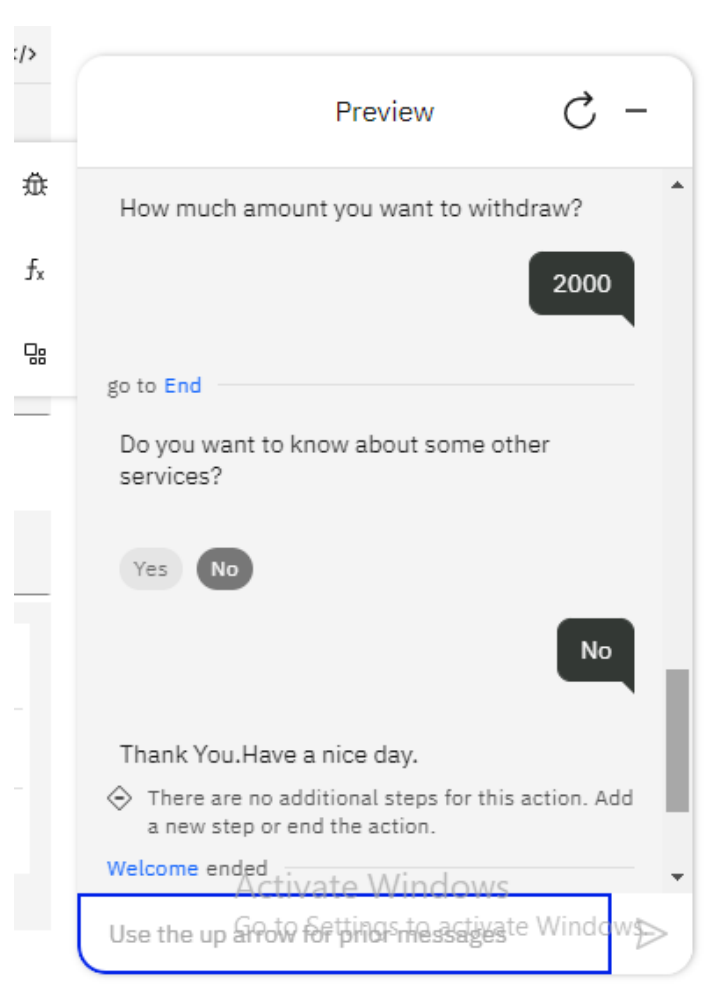 </>
Preview
fx
How much amount you want to withdraw?
2000
go to End
Do you want to know about some other
services?
Yes No
No
Thank You.Have a nice day.
There are no additional steps for this action. Add
a new step or end the action.
Welcome ended
Activate Windows
Use the up arrow for prior messages
Go to Settings to activate Windows.